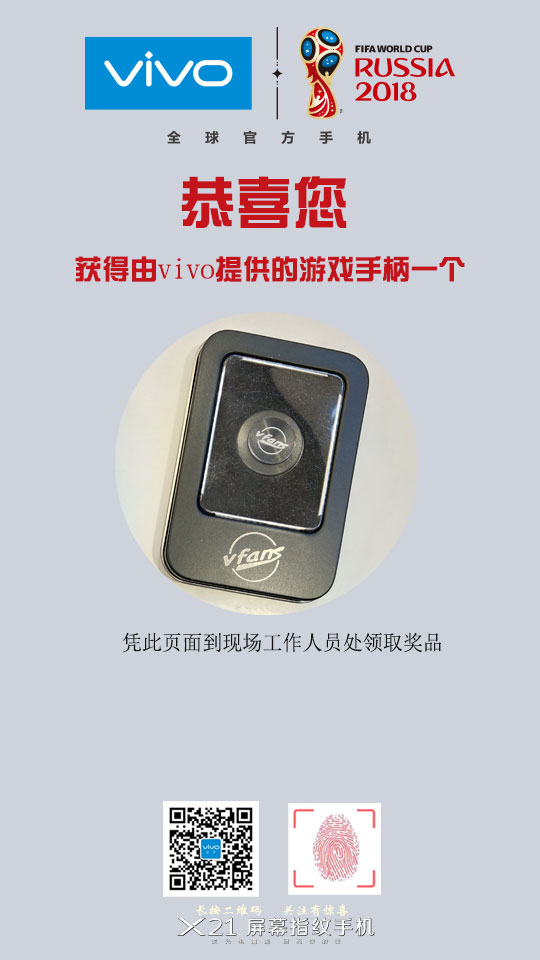 vivo
FIFA WORLD CUP
RUSSIA
2018
全球官方手机
恭喜您
获得由vivo提供的游戏手柄一个
vfans
vfans
凭此页面到现场工作人员处领取奖品
vivo
长按二维码 关注有惊喜
X21 屏幕指纹手机